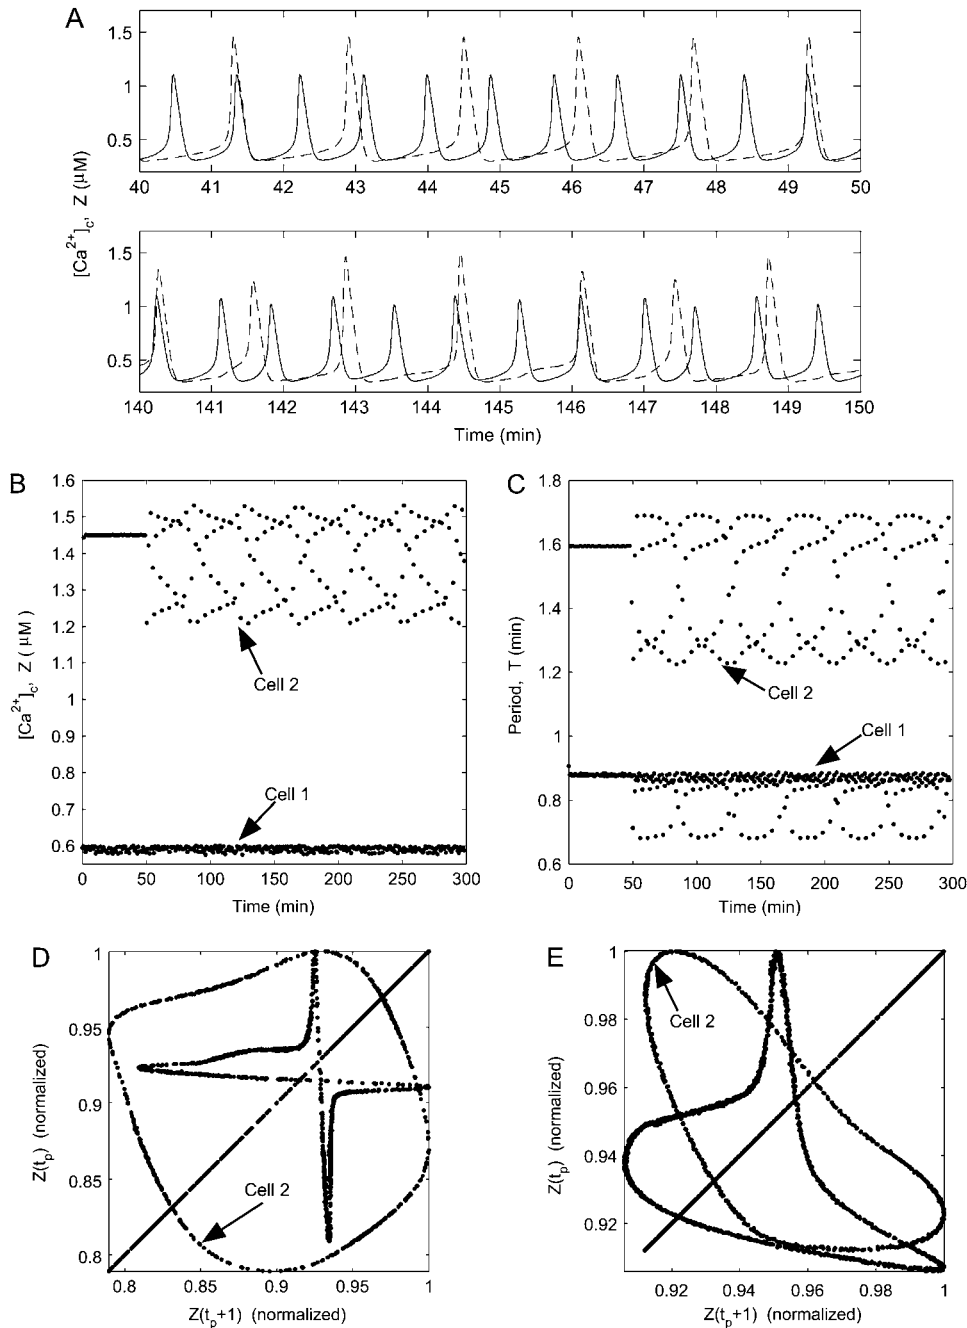 A
[Ca2+]c, Z (μM)
1.5
1
0.5
40 41 42 43 44 45 46 47 48 49 50
1.5
1
0.5
140 141 142 143 144 145 146 147 148 149 150
Time (min)
B
[Ca2+]c, Z ( μM )
1.6
1.5
1.4
1.3
1.2
1.1
1
0.9
0.8
0.7
0.6
Cell 2
Cell 1
0 50 100 150 200 250 300
Time (min)
C
Period, T (min)
1.8
1.6
1.4
1.2
1
0.8
0.6
Cell 2
Cell 1
0 50 100 150 200 250 300
Time (min)
D
Z(tp) (normalized)
1
0.95
0.9
0.85
0.8
Cell 2
0.8 0.85 0.9 0.95 1
Z(tp+1) (normalized)
E
Z(tp) (normalized)
1
0.98
0.96
0.94
0.92
Cell 2
0.92 0.94 0.96 0.98 1
Z(tp+1) (normalized)